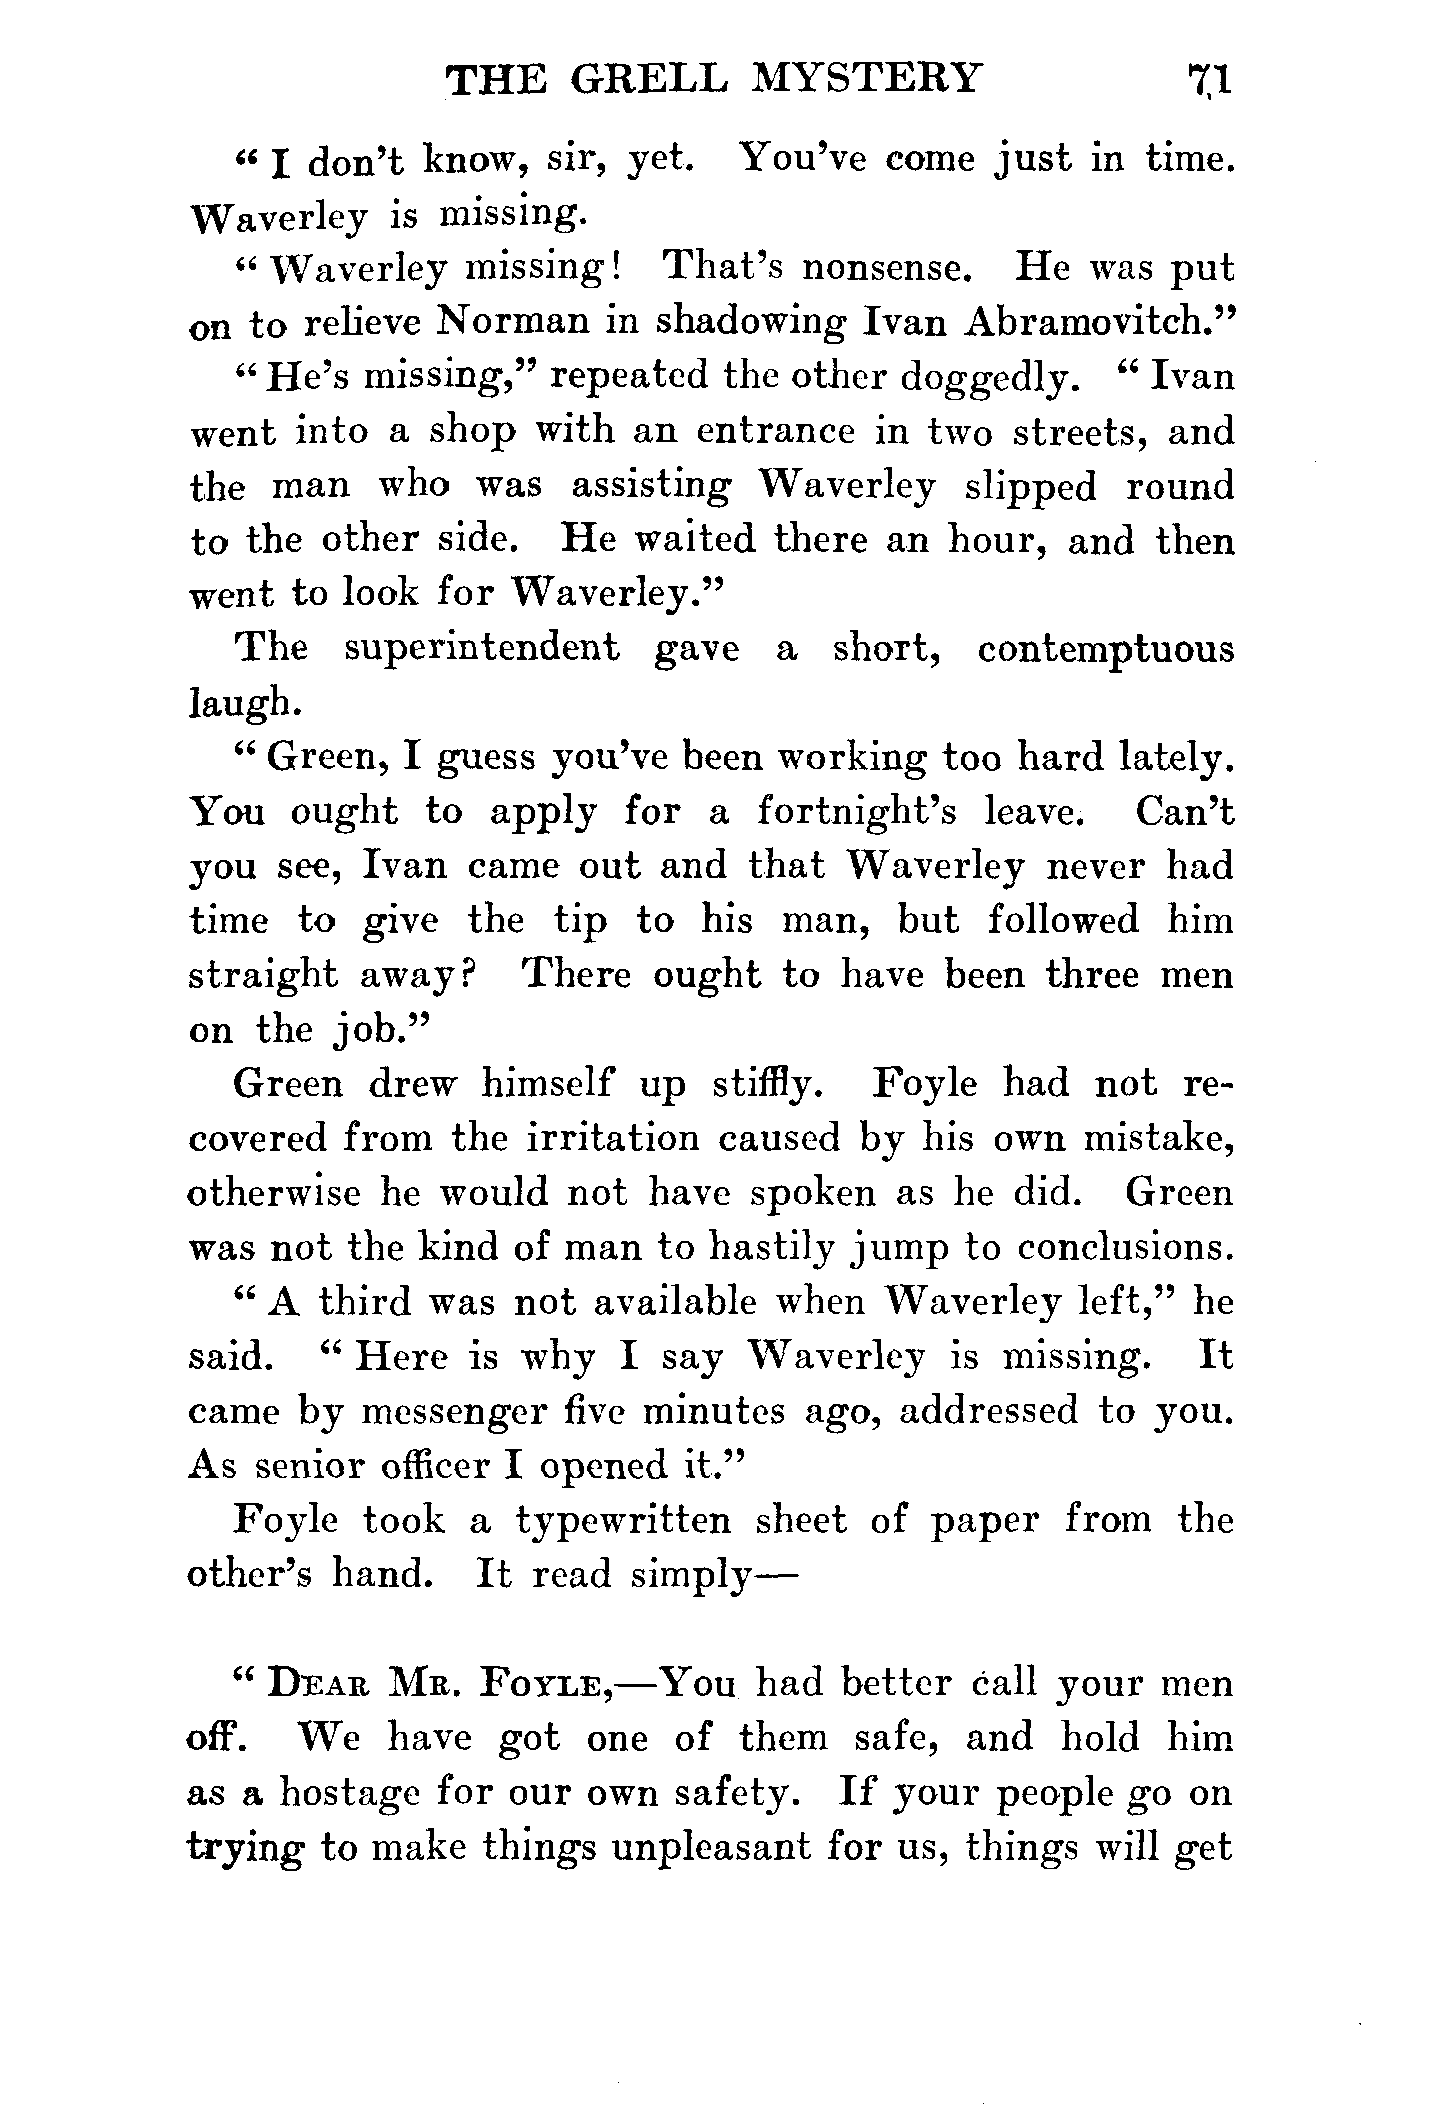 THE GRELL MYSTERY 71
“ I don’t know, sir, yet. You’ve come just in time.
Waverley is missing.
“ Waverley missing! That’s nonsense. He was put
on to relieve Norman in shadowing Ivan Abramovitch.”
“ He’s missing,” repeated the other doggedly. “ Ivan
went into a shop with an entrance in two streets, and
the man who was assisting Waverley slipped round
to the other side. He waited there an hour, and then
went to look for Waverley.”
The superintendent gave a short, contemptuous
laugh.
“ Green, I guess you’ve been working too hard lately.
You ought to apply for a fortnight’s leave. Can’t
you see, Ivan came out and that Waverley never had
time to give the tip to his man, but followed him
straight away? There ought to have been three men
on the job.”
Green drew himself up stiffly. Foyle had not re-
covered from the irritation caused by his own mistake,
otherwise he would not have spoken as he did. Green
was not the kind of man to hastily jump to conclusions.
“ A third was not available when Waverley left,” he
said. “ Here is why I say Waverley is missing. It
came by messenger five minutes ago, addressed to you.
As senior officer I opened it.”
Foyle took a typewritten sheet of paper from the
other’s hand. It read simply—
“ DEAR MR. FOYLE,—You had better call your men
off. We have got one of them safe, and hold him
as a hostage for our own safety. If your people go on
trying to make things unpleasant for us, things will get